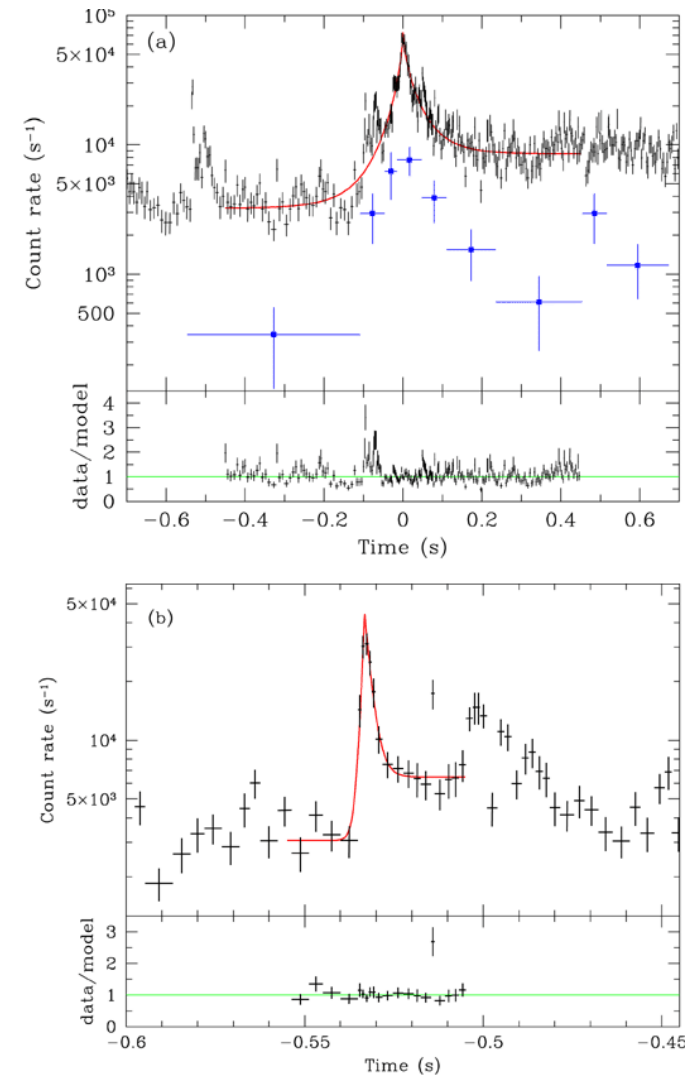 (a)
10⁵
5×10⁴
10⁴
5×10³
10³
500
Count rate (s⁻¹)
4
3
2
1
0
data/model
−0.6 −0.4 −0.2 0 0.2 0.4 0.6
Time (s)
(b)
5×10⁴
10⁴
5×10³
Count rate (s⁻¹)
3
2
1
0
data/model
−0.6 −0.55 −0.5 −0.45
Time (s)